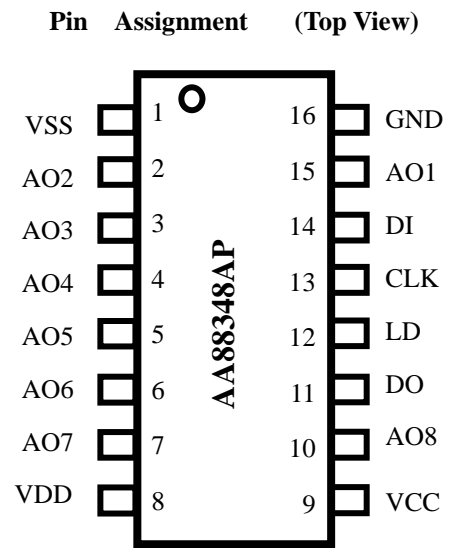 Pin Assignment (Top View)
VSS 1 16 GND
AO2 2 15 AO1
AO3 3 14 DI
AO4 4 13 CLK
AO5 5 12 LD
AO6 6 11 DO
AO7 7 10 AO8
VDD 8 9 VCC
AA88348AP